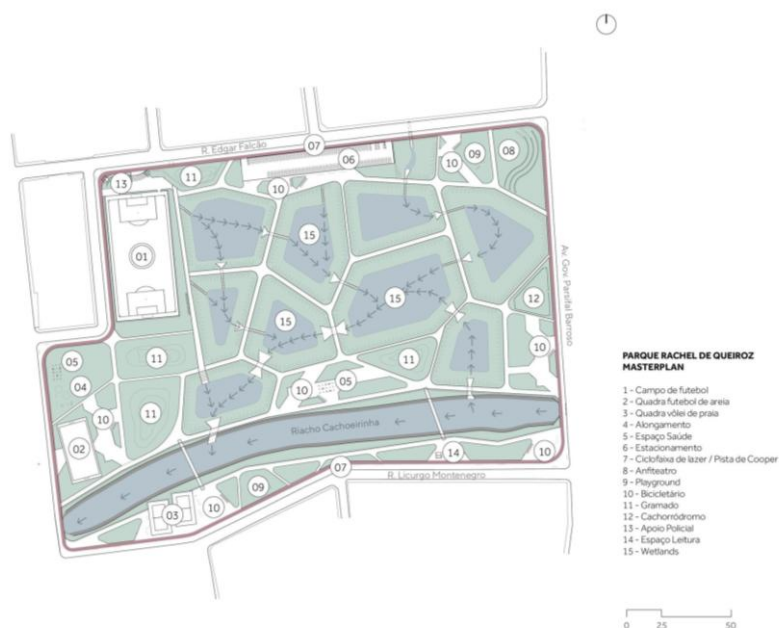 R. Edgar Falcão
07
06
10
09
08
13
11
10
01
15
Av. Gov. Parsifal Barroso
15
15
12
05
11
11
10
04
10
05
10
11
02
Riacho Cachoeirinha
14
10
07
R. Licurgo Montenegro
09
03
10
PARQUE RACHEL DE QUEIROZ
MASTERPLAN
1 - Campo de futebol
2 - Quadra futebol de areia
3 - Quadra vôlei de praia
4 - Alongamento
5 - Espaço Saúde
6 - Estacionamento
7 - Ciclofaixa de lazer / Pista de Cooper
8 - Anfiteatro
9 - Playground
10 - Bicicletário
11 - Gramado
12 - Cachorródromo
13 - Apoio Policial
14 - Espaço Leitura
15 - Wetlands
0 25 50